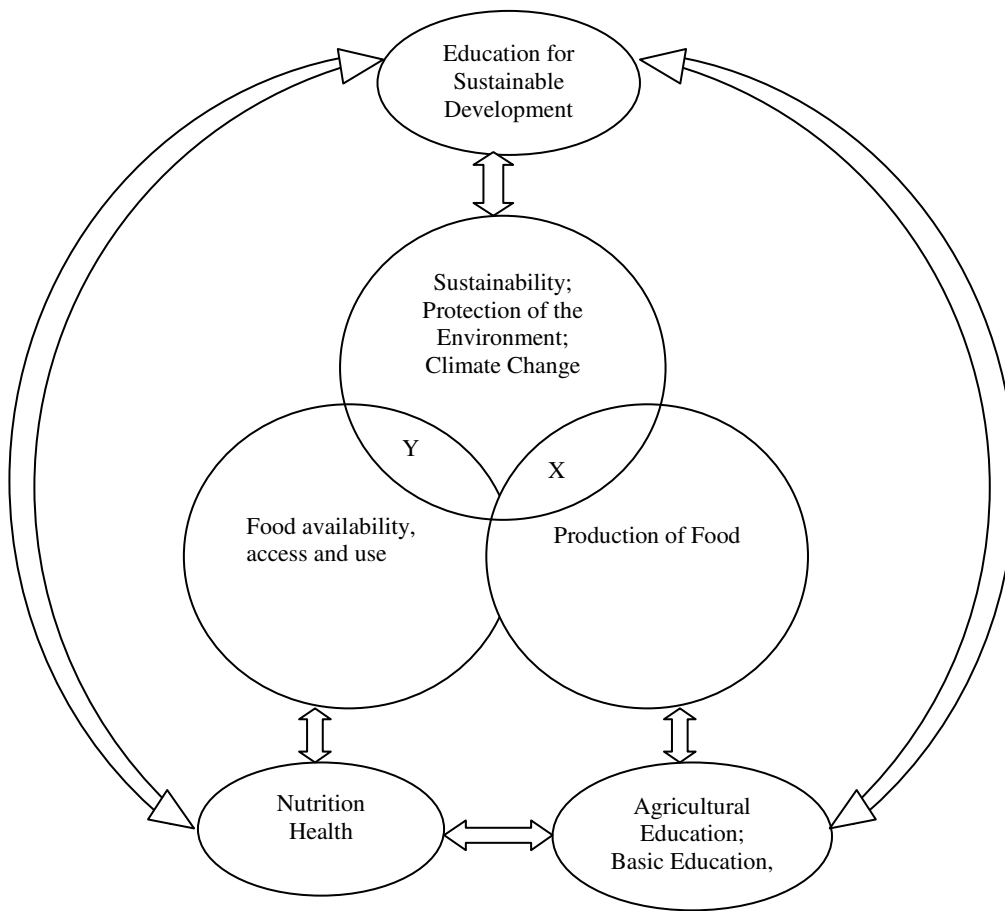 Education for
Sustainable
Development
Sustainability;
Protection of the
Environment;
Climate Change
Y
X
Food availability,
access and use
Production of Food
Nutrition
Health
Agricultural
Education;
Basic Education,